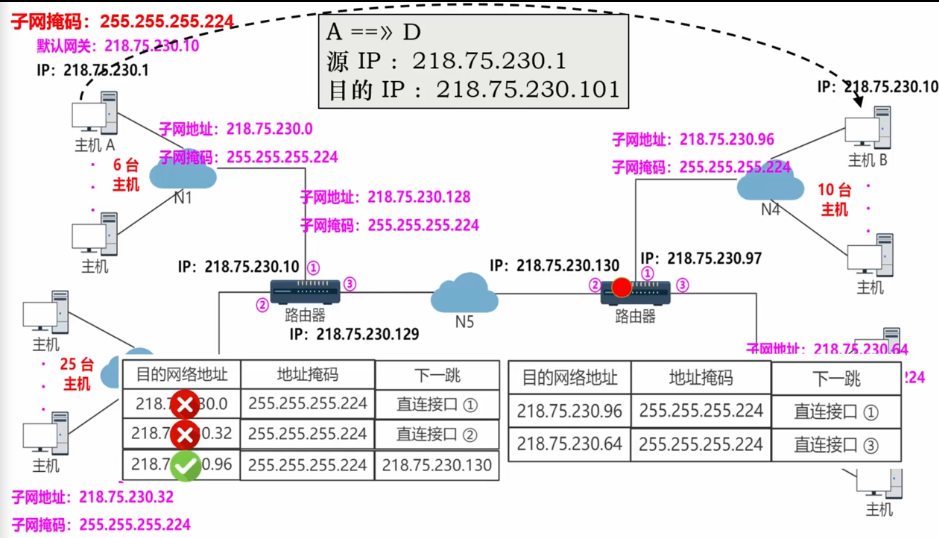 子网掩码：255.255.255.224
默认网关：218.75.230.10
IP：218.75.230.1
A ==» D
源 IP： 218.75.230.1
目的 IP： 218.75.230.101
IP：218.75.230.10
主机 A
主机 B
子网地址：218.75.230.0
子网掩码：255.255.255.224
子网地址：218.75.230.96
子网掩码：255.255.255.224
6 台
主机
N1
10 台
主机
N4
子网地址：218.75.230.128
子网掩码：255.255.255.224
主机
主机
IP：218.75.230.10
①
③
②
路由器
IP：218.75.230.129
N5
IP：218.75.230.130
IP：218.75.230.97
①
②
③
路由器
主机
25 台
主机
主机
子网地址：218.75.230.64
224
目的网络地址 地址掩码 下一跳
218. 30.0 255.255.255.224 直连接口 ①
218.7 0.32 255.255.255.224 直连接口 ②
218.7 0.96 255.255.255.224 218.75.230.130
目的网络地址 地址掩码 下一跳
218.75.230.96 255.255.255.224 直连接口 ①
218.75.230.64 255.255.255.224 直连接口 ③
子网地址：218.75.230.32
子网掩码：255.255.255.224
主机